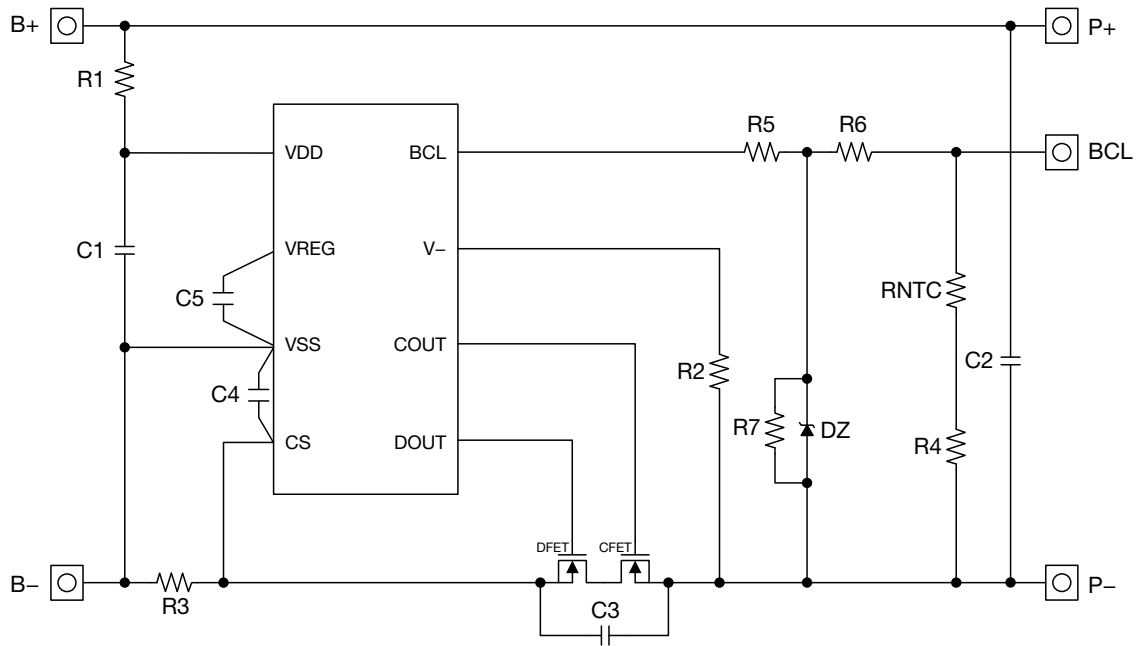 B+
P+
R1
R5
R6
VDD
BCL
BCL
C1
VREG
V−
C5
RNTC
VSS
COUT
R2
C2
C4
R7
DZ
CS
DOUT
R4
DFET
CFET
B−
R3
C3
P−